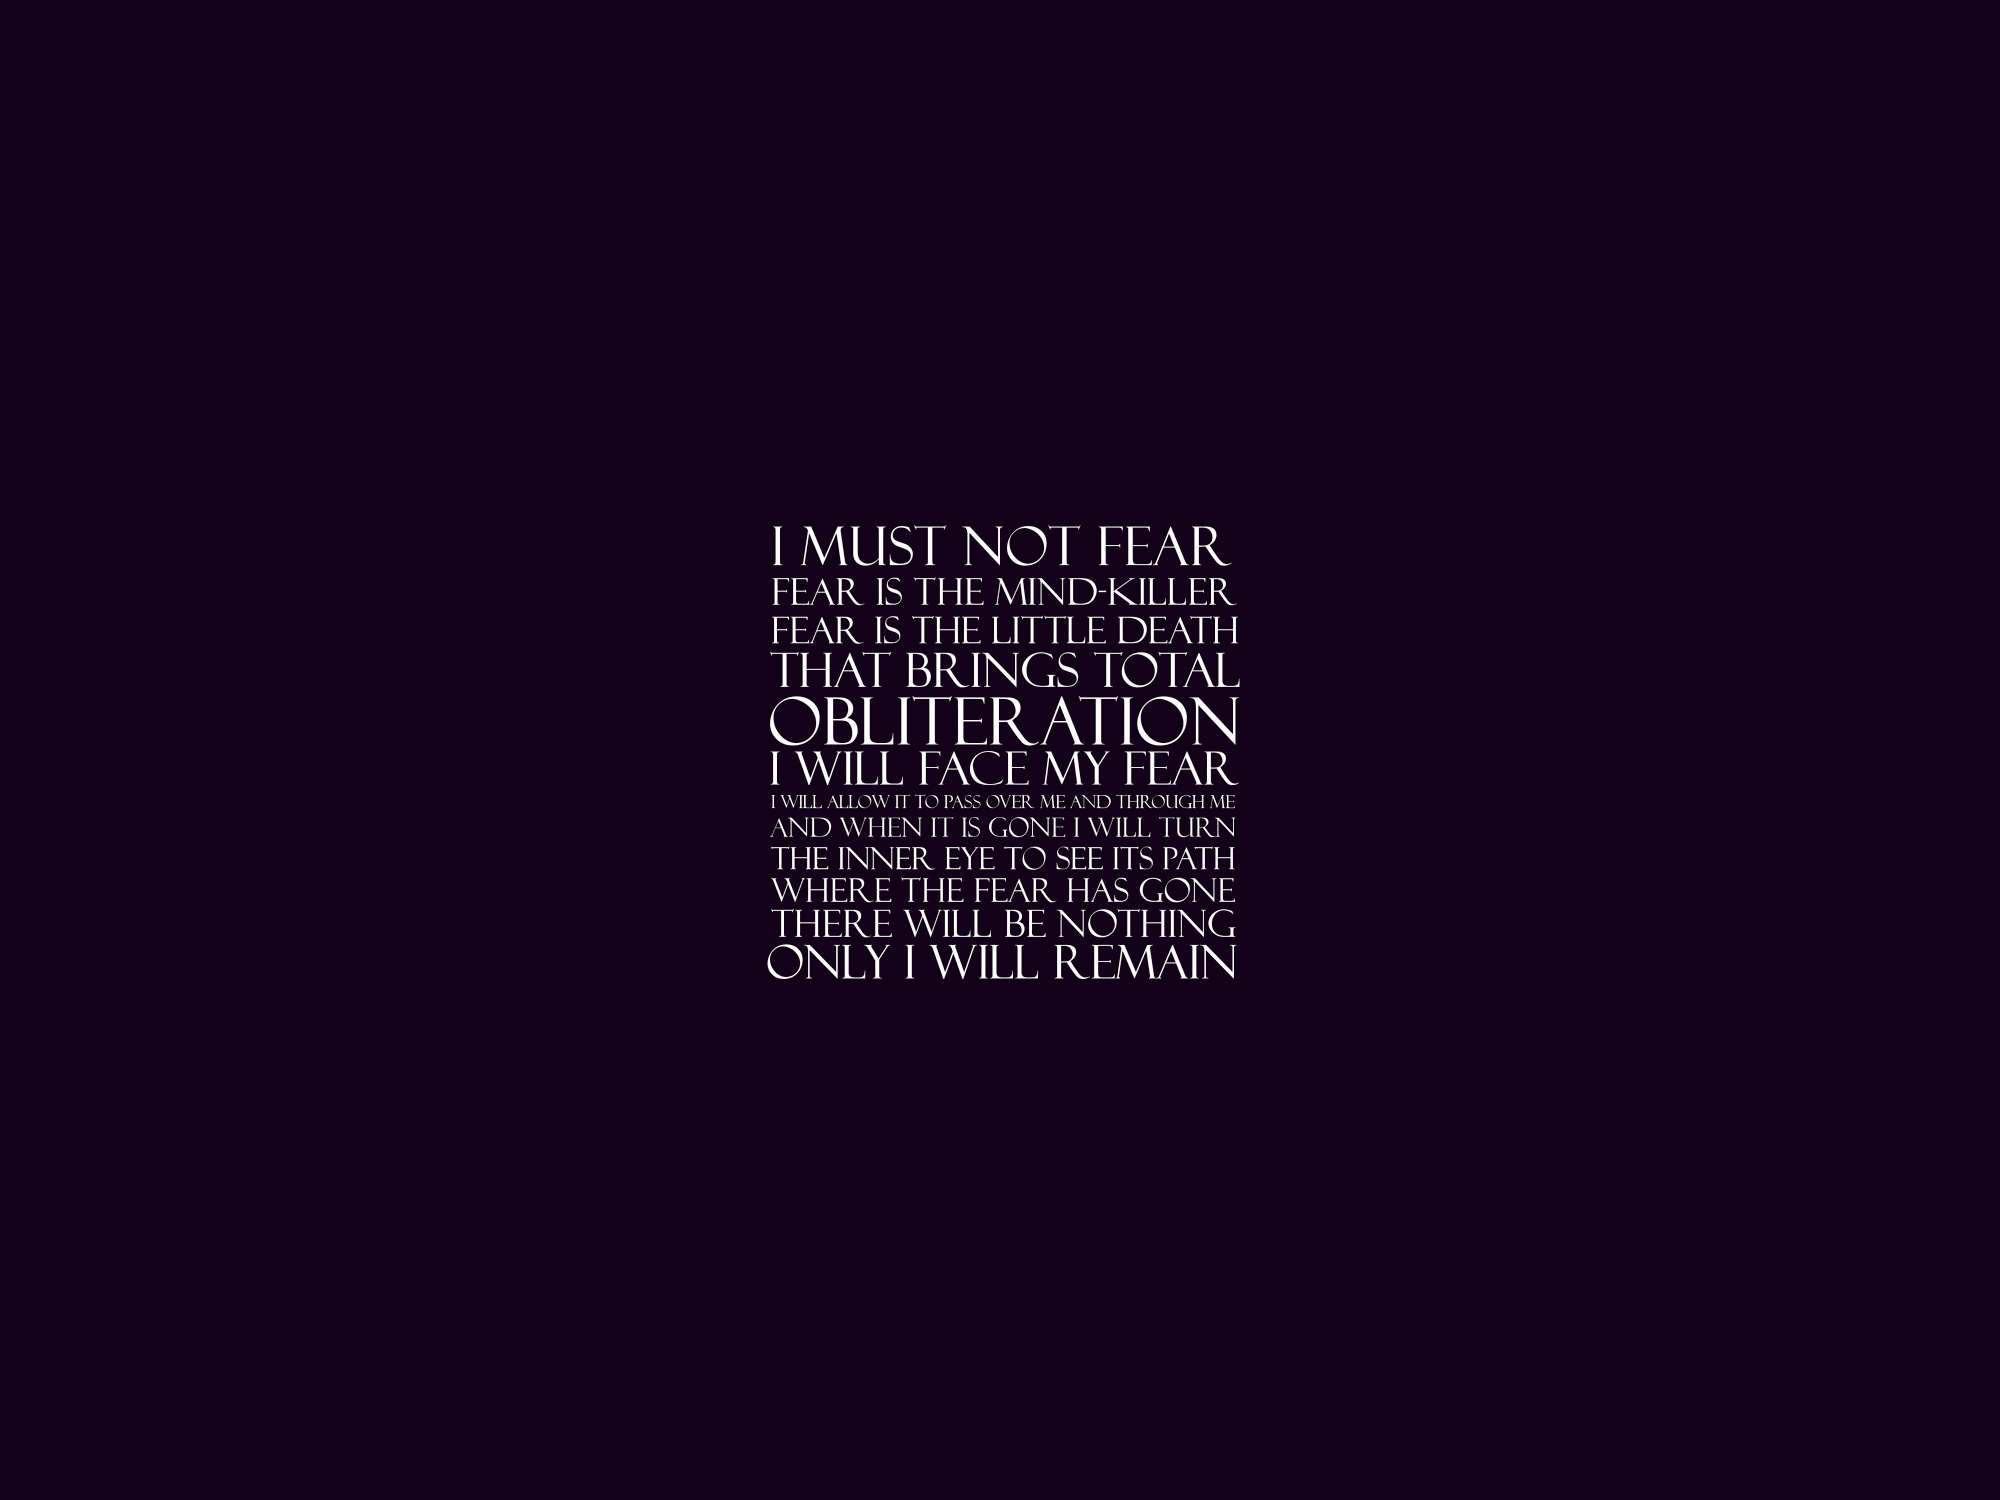 I MUST NOT FEAR
FEAR IS THE MIND-KILLER
FEAR IS THE LITTLE DEATH
THAT BRINGS TOTAL
OBLITERATION
I WILL FACE MY FEAR
I WILL ALLOW IT TO PASS OVER ME AND THROUGH ME
AND WHEN IT IS GONE I WILL TURN
THE INNER EYE TO SEE ITS PATH
WHERE THE FEAR HAS GONE
THERE WILL BE NOTHING
ONLY I WILL REMAIN